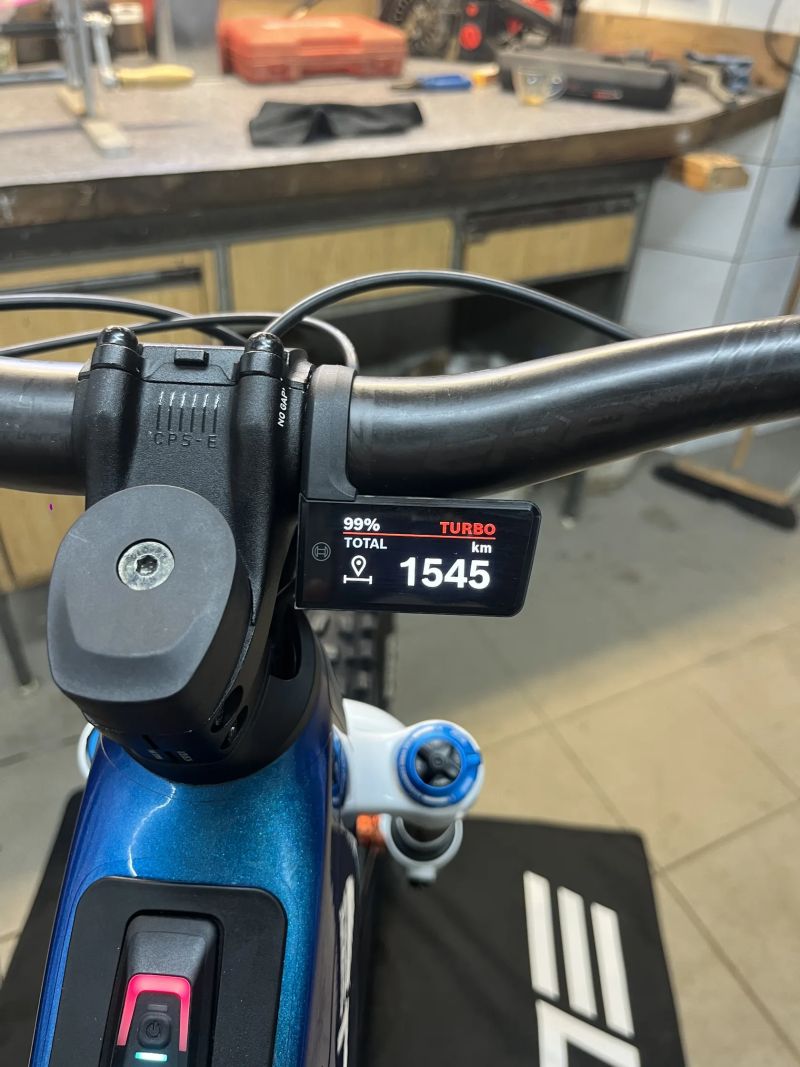 NO GAP
CPS-E
99% TURBO
TOTAL km
1545